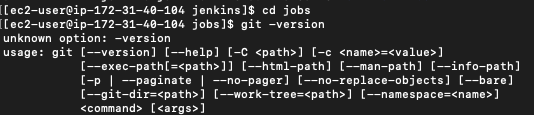 [[ec2-user@ip-172-31-40-104 jenkins]$ cd jobs
[[ec2-user@ip-172-31-40-104 jobs]$ git -version
unknown option: -version
usage: git [--version] [--help] [-C <path>] [-c <name>=<value>]
[--exec-path[=<path>]] [--html-path] [--man-path] [--info-path]
[-p | --paginate | --no-pager] [--no-replace-objects] [--bare]
[--git-dir=<path>] [--work-tree=<path>] [--namespace=<name>]
<command> [<args>]